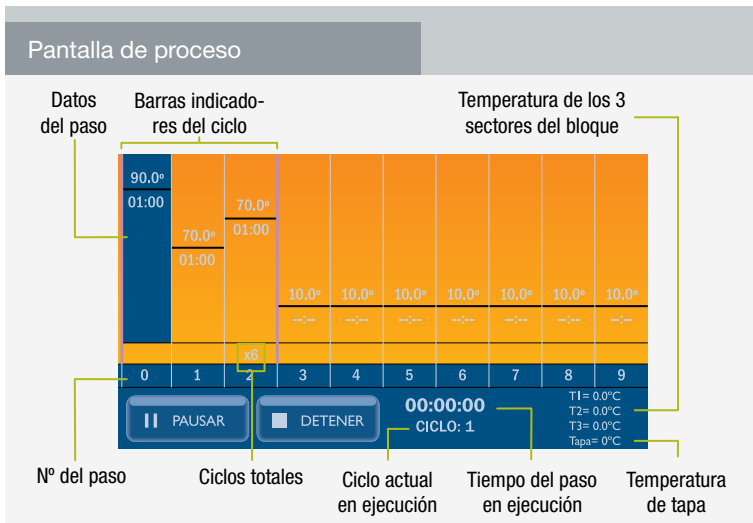 Pantalla de proceso
Datos
del paso
Barras indicado-
res del ciclo
Temperatura de los 3
sectores del bloque
90.0º
01:00
70.0º
01:00
70.0º
01:00
10.0º 10.0º 10.0º 10.0º 10.0º 10.0º 10.0º
--:-- --:-- --:-- --:-- --:-- --:-- --:--
x6
0 1 2 3 4 5 6 7 8 9
PAUSAR
DETENER
00:00:00
CICLO: 1
T1= 0.0°C
T2= 0.0°C
T3= 0.0°C
Tapa= 0°C
Nº del paso
Ciclos totales
Ciclo actual
en ejecución
Tiempo del paso
en ejecución
Temperatura
de tapa